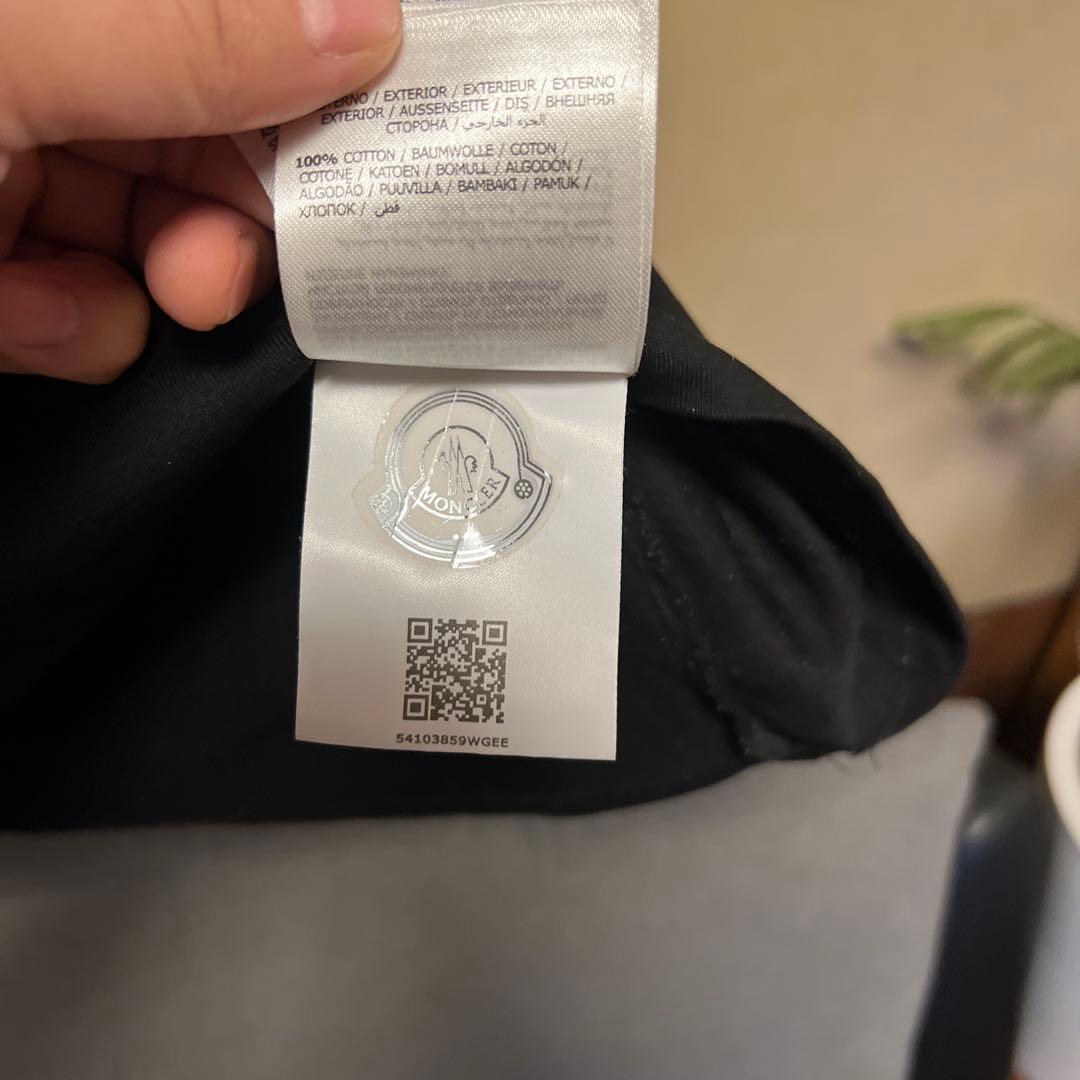 / EXTERIOR / EXTERIEUR / EXTERNO /
EXTERIOR / AUSSENSEITE / DIŞ / ВНЕШНЯЯ
СТОРОНА / الجزء الخارجي
100% COTTON / BAUMWOLLE / COTON /
COTONE / KATOEN / BOMULL / ALGODÓN /
ALGODÃO / PUUVILLA / BAMBAKI / PAMUK /
ХЛОПОК / قطن
MONCLER
54103859WGEE